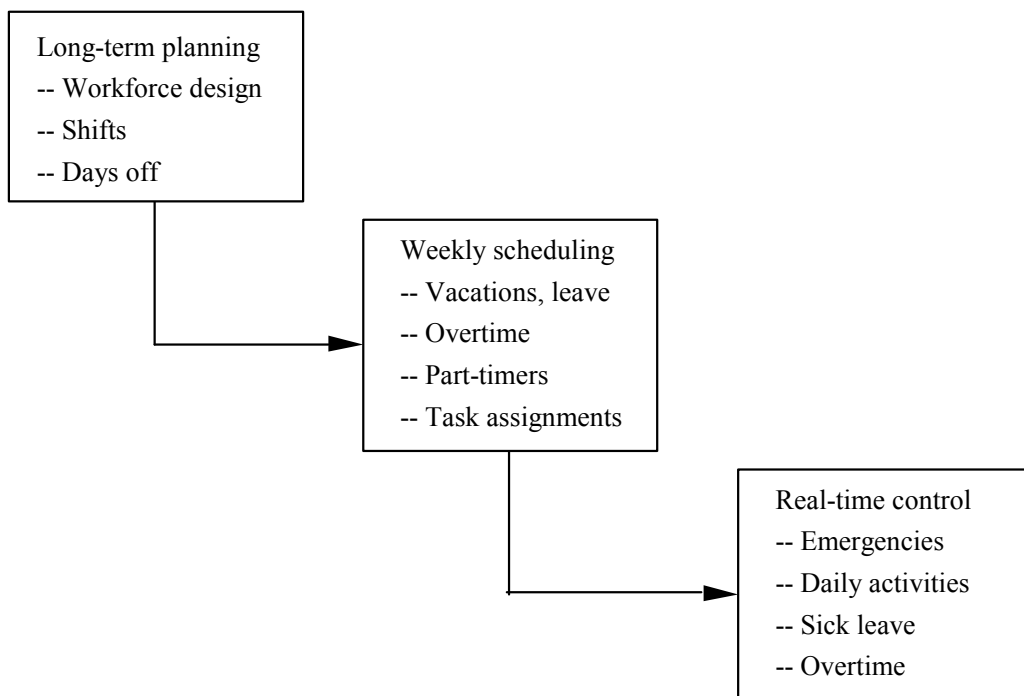 Long-term planning
-- Workforce design
-- Shifts
-- Days off
Weekly scheduling
-- Vacations, leave
-- Overtime
-- Part-timers
-- Task assignments
Real-time control
-- Emergencies
-- Daily activities
-- Sick leave
-- Overtime